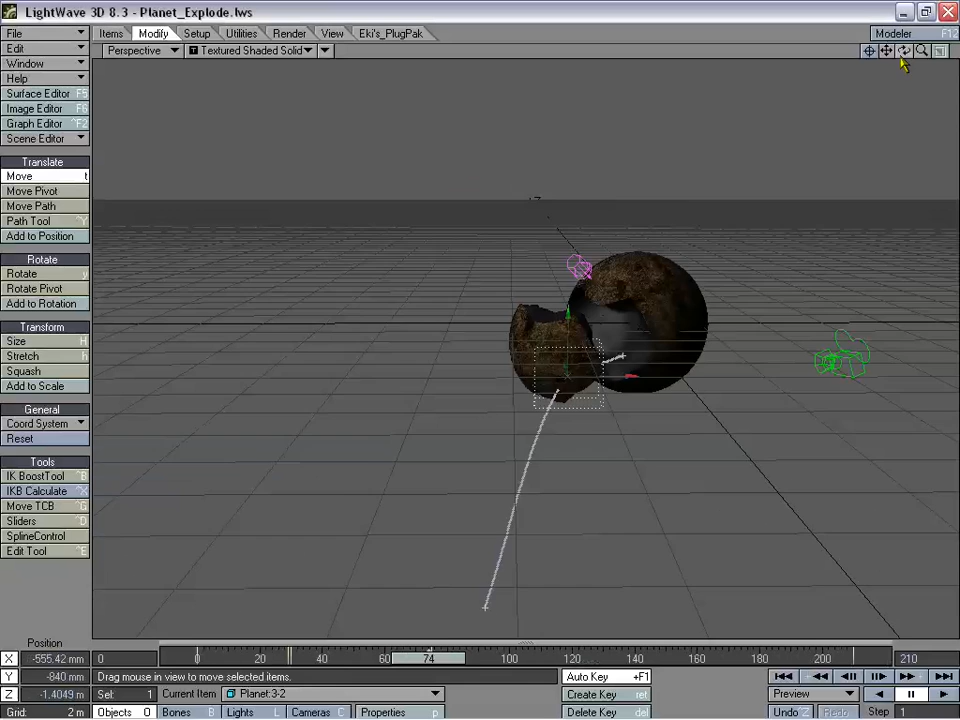 LightWave 3D 8.3 - Planet_Explode.lws
File
Items
Modify
Setup
Utilities
Render
View
Eki's_PlugPak
Modeler F12
Edit
Perspective
Textured Shaded Solid
Window
Help
Surface Editor F5
Image Editor F6
Graph Editor ^F2
Scene Editor
Translate
Move t
Move Pivot
Move Path
Path Tool ^Y
Add to Position
Rotate
Rotate y
Rotate Pivot
Add to Rotation
Transform
Size H
Stretch h
Squash
Add to Scale
General
Coord System
Reset
Tools
IK BoostTool ^B
IKB Calculate ^X
Move TCB ^G
Sliders ^D
SplineControl
Edit Tool ^E
Position
X -555.42 mm
0 0 20 40 60 74 100 120 140 160 180 200 210
Y -840 mm
Drag mouse in view to move selected items.
Auto Key +F1
Z -1.4049 m
Sel: 1
Current Item
Planet:3-2
Create Key ret
Preview
Grid: 2 m
Objects O
Bones B
Lights L
Cameras C
Properties p
Delete Key del
Undo ^Z
Redo
Step 1